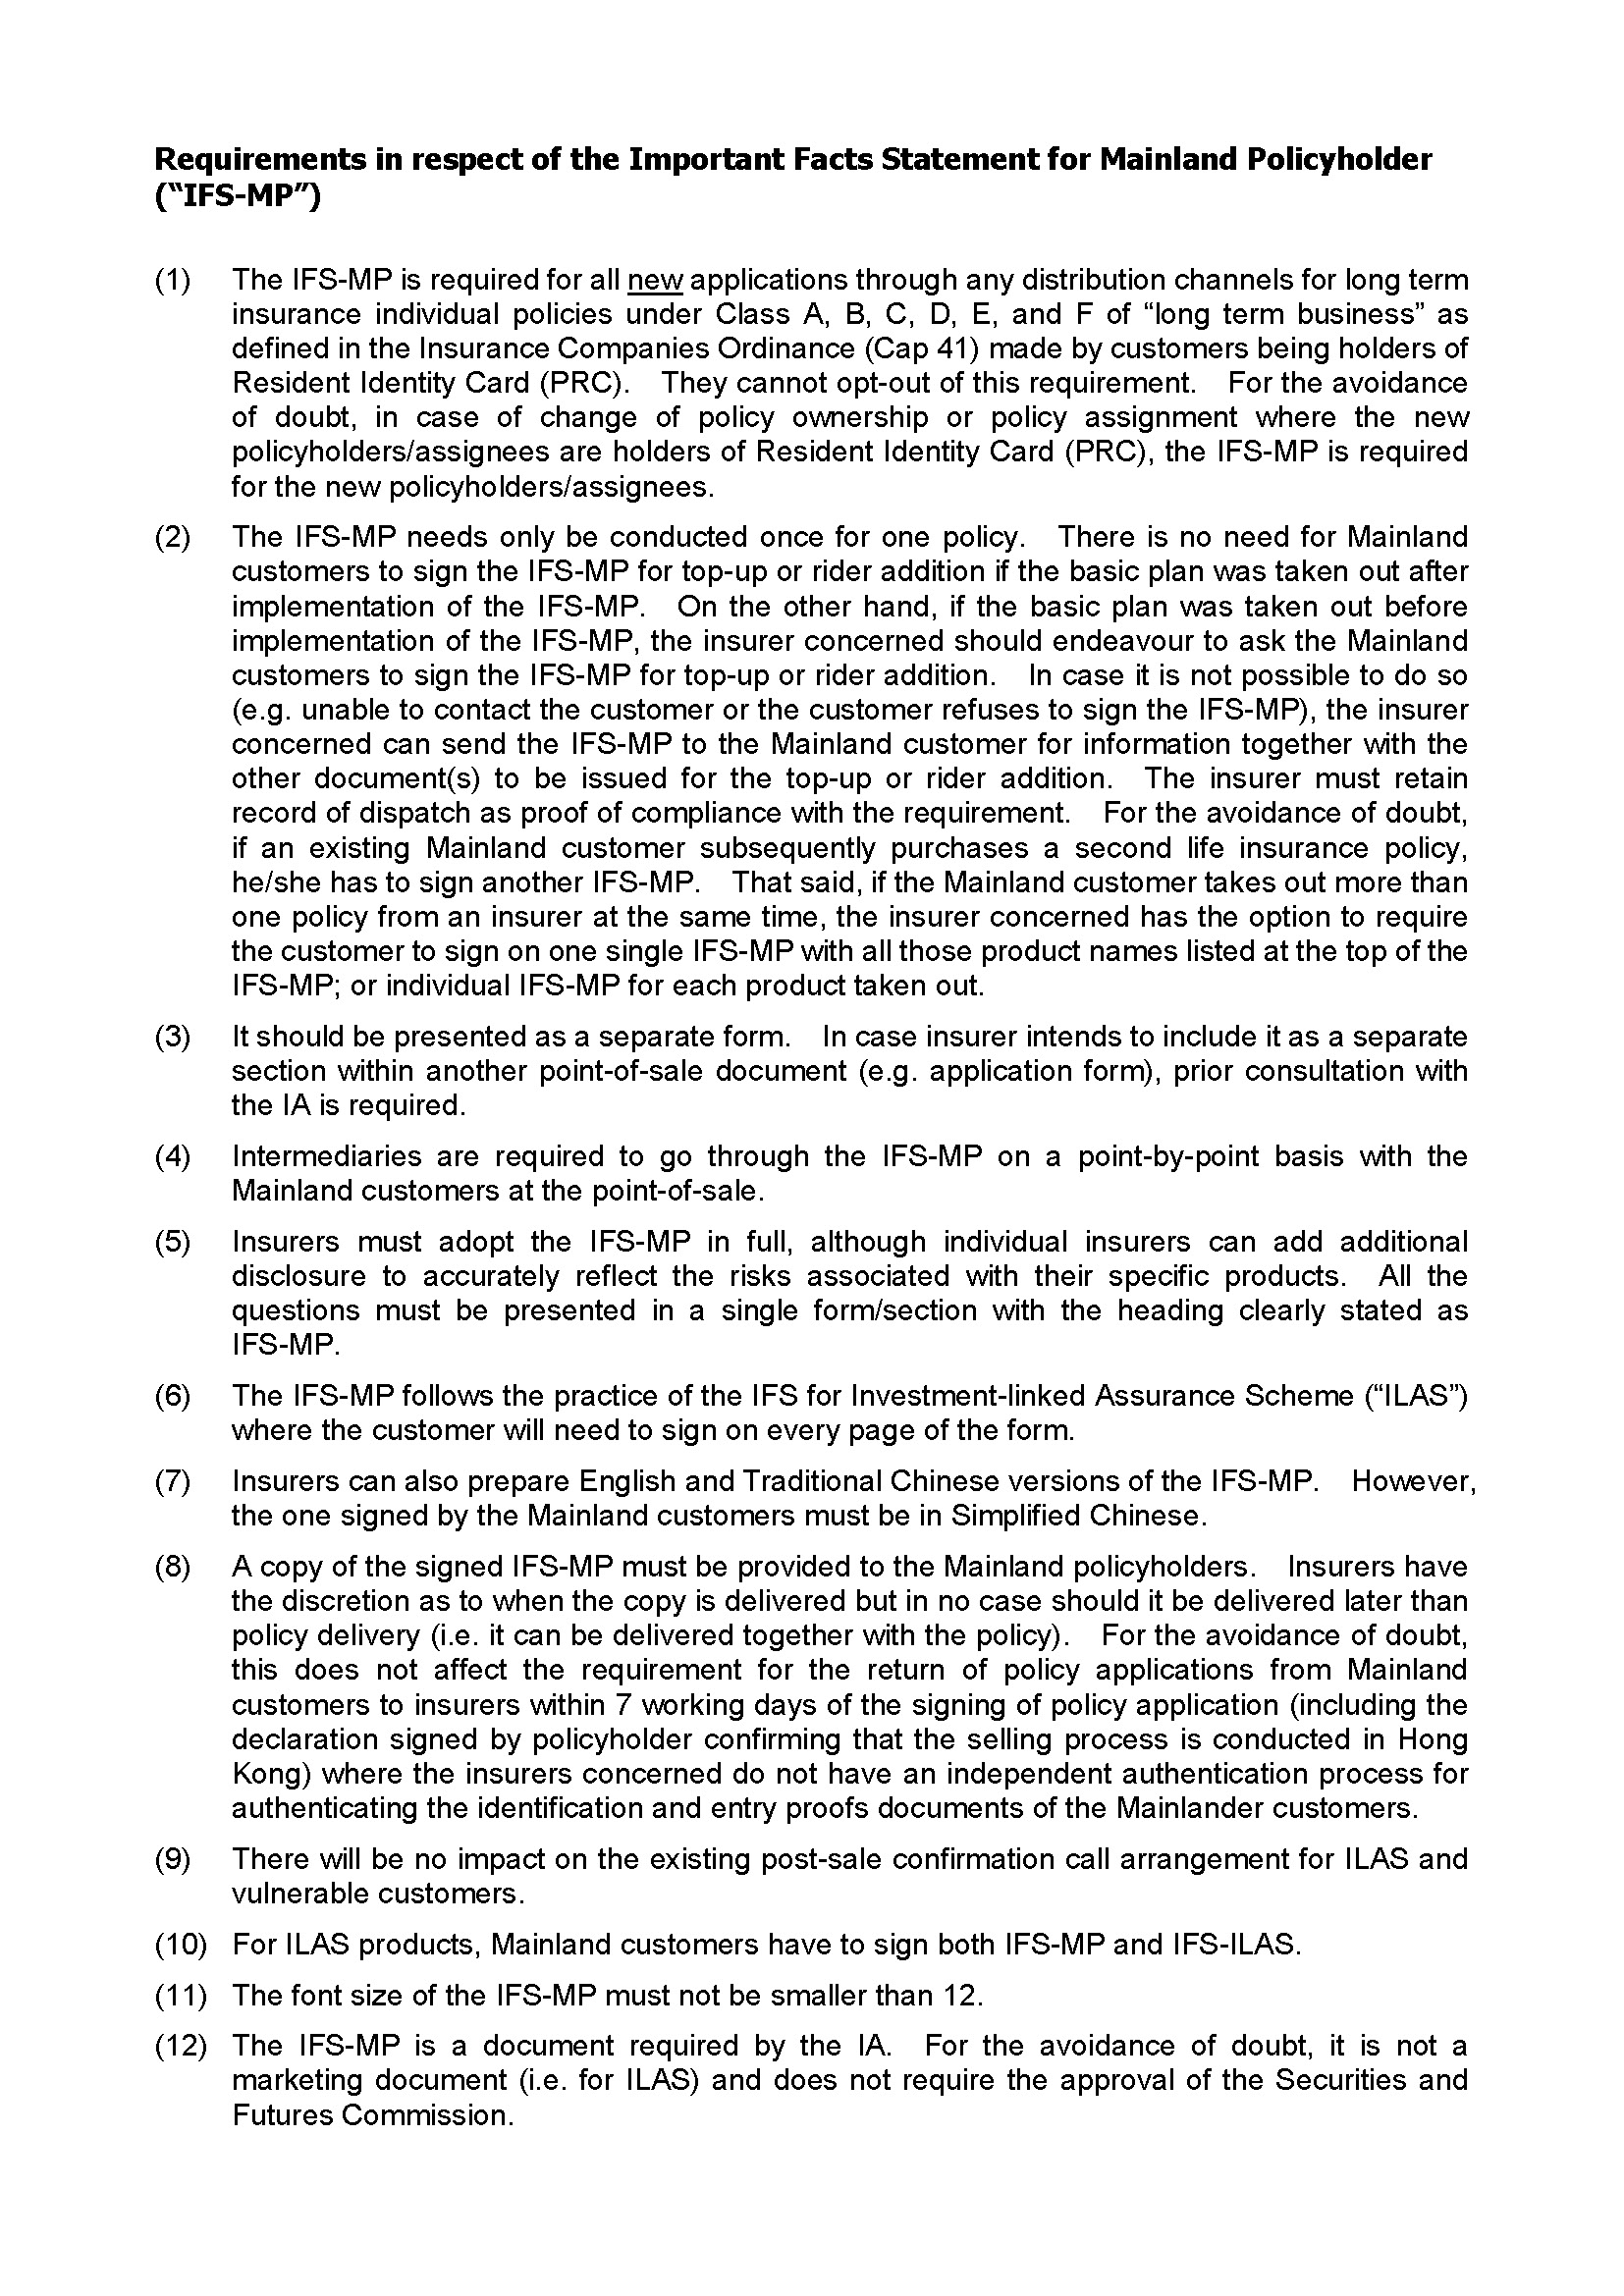 Requirements in respect of the Important Facts Statement for Mainland Policyholder
(“IFS-MP”)
(1) The IFS-MP is required for all new applications through any distribution channels for long term
insurance individual policies under Class A, B, C, D, E, and F of “long term business” as
defined in the Insurance Companies Ordinance (Cap 41) made by customers being holders of
Resident Identity Card (PRC). They cannot opt-out of this requirement. For the avoidance
of doubt, in case of change of policy ownership or policy assignment where the new
policyholders/assignees are holders of Resident Identity Card (PRC), the IFS-MP is required
for the new policyholders/assignees.
(2) The IFS-MP needs only be conducted once for one policy. There is no need for Mainland
customers to sign the IFS-MP for top-up or rider addition if the basic plan was taken out after
implementation of the IFS-MP. On the other hand, if the basic plan was taken out before
implementation of the IFS-MP, the insurer concerned should endeavour to ask the Mainland
customers to sign the IFS-MP for top-up or rider addition. In case it is not possible to do so
(e.g. unable to contact the customer or the customer refuses to sign the IFS-MP), the insurer
concerned can send the IFS-MP to the Mainland customer for information together with the
other document(s) to be issued for the top-up or rider addition. The insurer must retain
record of dispatch as proof of compliance with the requirement. For the avoidance of doubt,
if an existing Mainland customer subsequently purchases a second life insurance policy,
he/she has to sign another IFS-MP. That said, if the Mainland customer takes out more than
one policy from an insurer at the same time, the insurer concerned has the option to require
the customer to sign on one single IFS-MP with all those product names listed at the top of the
IFS-MP; or individual IFS-MP for each product taken out.
(3) It should be presented as a separate form. In case insurer intends to include it as a separate
section within another point-of-sale document (e.g. application form), prior consultation with
the IA is required.
(4) Intermediaries are required to go through the IFS-MP on a point-by-point basis with the
Mainland customers at the point-of-sale.
(5) Insurers must adopt the IFS-MP in full, although individual insurers can add additional
disclosure to accurately reflect the risks associated with their specific products. All the
questions must be presented in a single form/section with the heading clearly stated as
IFS-MP.
(6) The IFS-MP follows the practice of the IFS for Investment-linked Assurance Scheme (“ILAS”)
where the customer will need to sign on every page of the form.
(7) Insurers can also prepare English and Traditional Chinese versions of the IFS-MP. However,
the one signed by the Mainland customers must be in Simplified Chinese.
(8) A copy of the signed IFS-MP must be provided to the Mainland policyholders. Insurers have
the discretion as to when the copy is delivered but in no case should it be delivered later than
policy delivery (i.e. it can be delivered together with the policy). For the avoidance of doubt,
this does not affect the requirement for the return of policy applications from Mainland
customers to insurers within 7 working days of the signing of policy application (including the
declaration signed by policyholder confirming that the selling process is conducted in Hong
Kong) where the insurers concerned do not have an independent authentication process for
authenticating the identification and entry proofs documents of the Mainlander customers.
(9) There will be no impact on the existing post-sale confirmation call arrangement for ILAS and
vulnerable customers.
(10) For ILAS products, Mainland customers have to sign both IFS-MP and IFS-ILAS.
(11) The font size of the IFS-MP must not be smaller than 12.
(12) The IFS-MP is a document required by the IA. For the avoidance of doubt, it is not a
marketing document (i.e. for ILAS) and does not require the approval of the Securities and
Futures Commission.